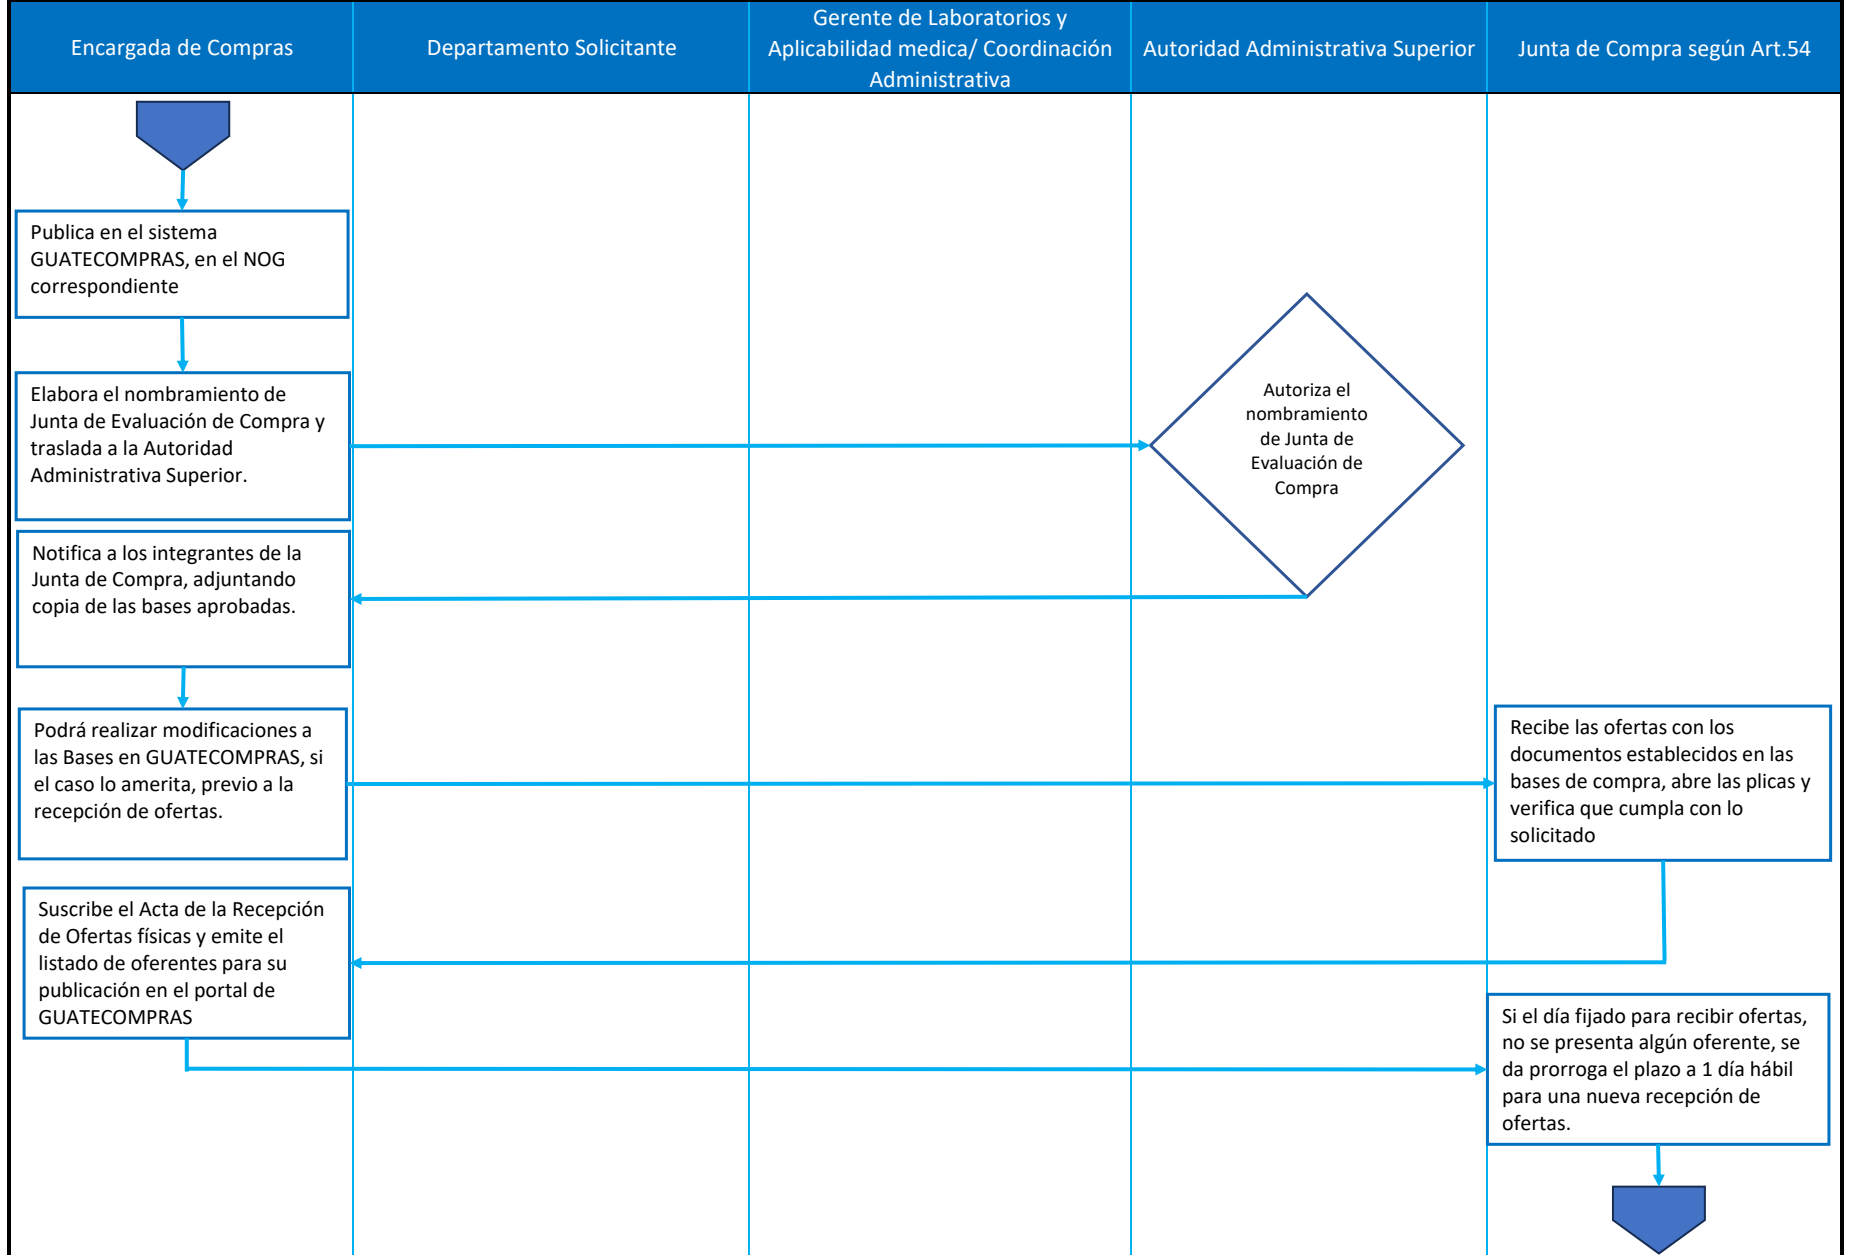 Encargada de Compras
Departamento Solicitante
Gerente de Laboratorios y
Aplicabilidad medica/ Coordinación
Administrativa
Autoridad Administrativa Superior
Junta de Compra según Art.54
Publica en el sistema
GUATECOMPRAS, en el NOG
correspondiente
Elabora el nombramiento de
Junta de Evaluación de Compra y
traslada a la Autoridad
Administrativa Superior.
Autoriza el
nombramiento
de Junta de
Evaluación de
Compra
Notifica a los integrantes de la
Junta de Compra, adjuntando
copia de las bases aprobadas.
Podrá realizar modificaciones a
las Bases en GUATECOMPRAS, si
el caso lo amerita, previo a la
recepción de ofertas.
Recibe las ofertas con los
documentos establecidos en las
bases de compra, abre las plicas y
verifica que cumpla con lo
solicitado
Suscribe el Acta de la Recepción
de Ofertas físicas y emite el
listado de oferentes para su
publicación en el portal de
GUATECOMPRAS
Si el día fijado para recibir ofertas,
no se presenta algún oferente, se
da prorroga el plazo a 1 día hábil
para una nueva recepción de
ofertas.